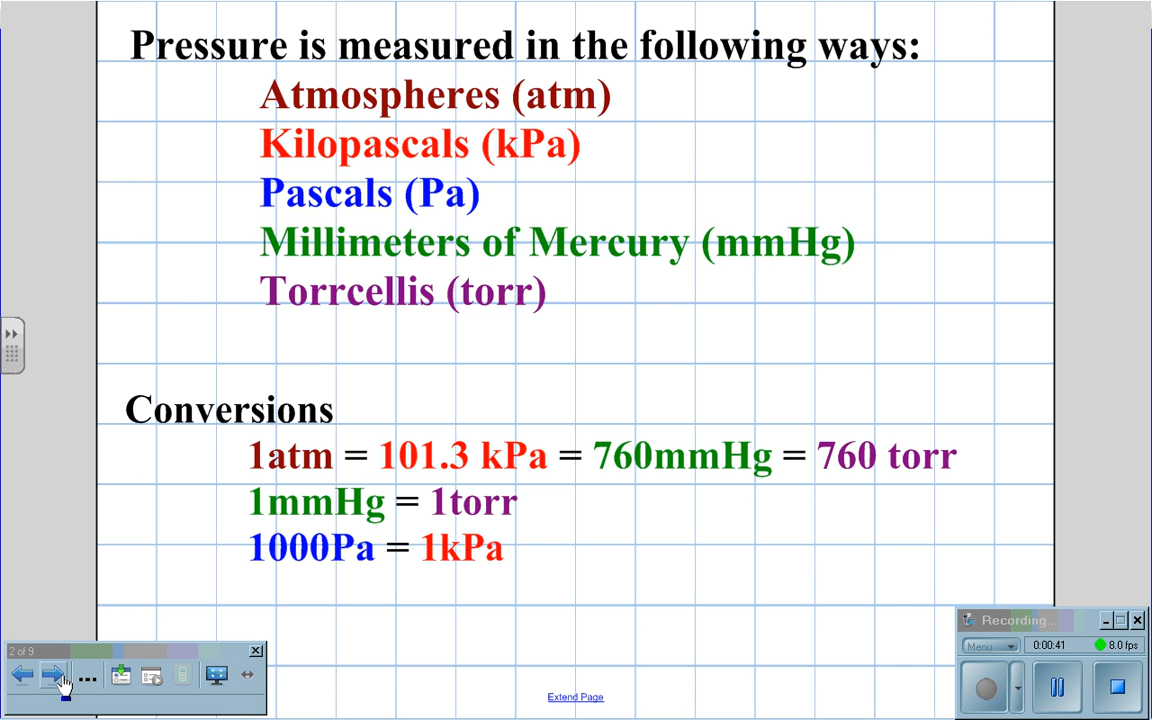 Pressure is measured in the following ways:
Atmospheres (atm)
Kilopascals (kPa)
Pascals (Pa)
Millimeters of Mercury (mmHg)
Torrcellis (torr)
Conversions
1atm = 101.3 kPa = 760mmHg = 760 torr
1mmHg = 1torr
1000Pa = 1kPa
2 of 9
Recording...
Menu
0:00:41
8.0 fps
Extend Page